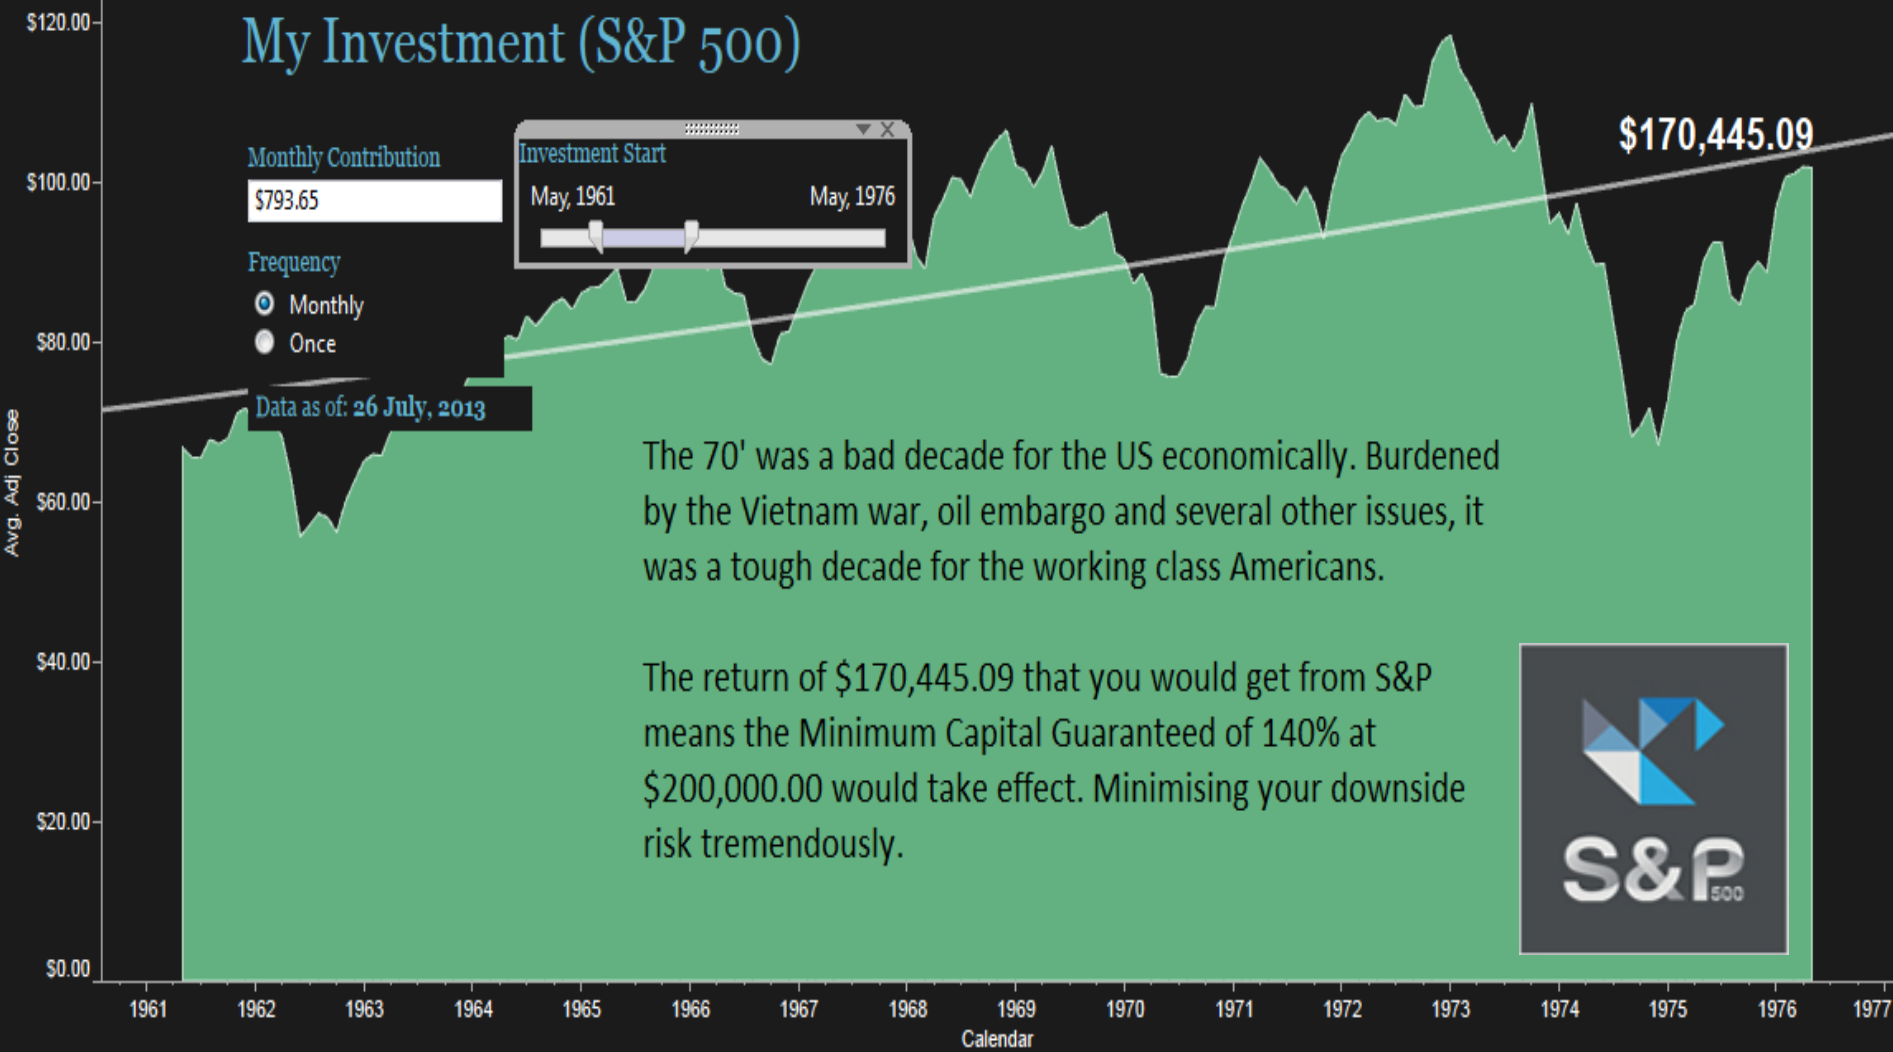 My Investment (S&P 500)
$120.00
$100.00
$80.00
$60.00
$40.00
$20.00
$0.00
Avg. Adj Close
Monthly Contribution
$793.65
Frequency
Monthly
Once
Investment Start
May, 1961 May, 1976
Data as of: 26 July, 2013
$170,445.09
The 70' was a bad decade for the US economically. Burdened
by the Vietnam war, oil embargo and several other issues, it
was a tough decade for the working class Americans.
The return of $170,445.09 that you would get from S&P
means the Minimum Capital Guaranteed of 140% at
$200,000.00 would take effect. Minimising your downside
risk tremendously.
S&P
500
1961 1962 1963 1964 1965 1966 1967 1968 1969 1970 1971 1972 1973 1974 1975 1976 1977
Calendar